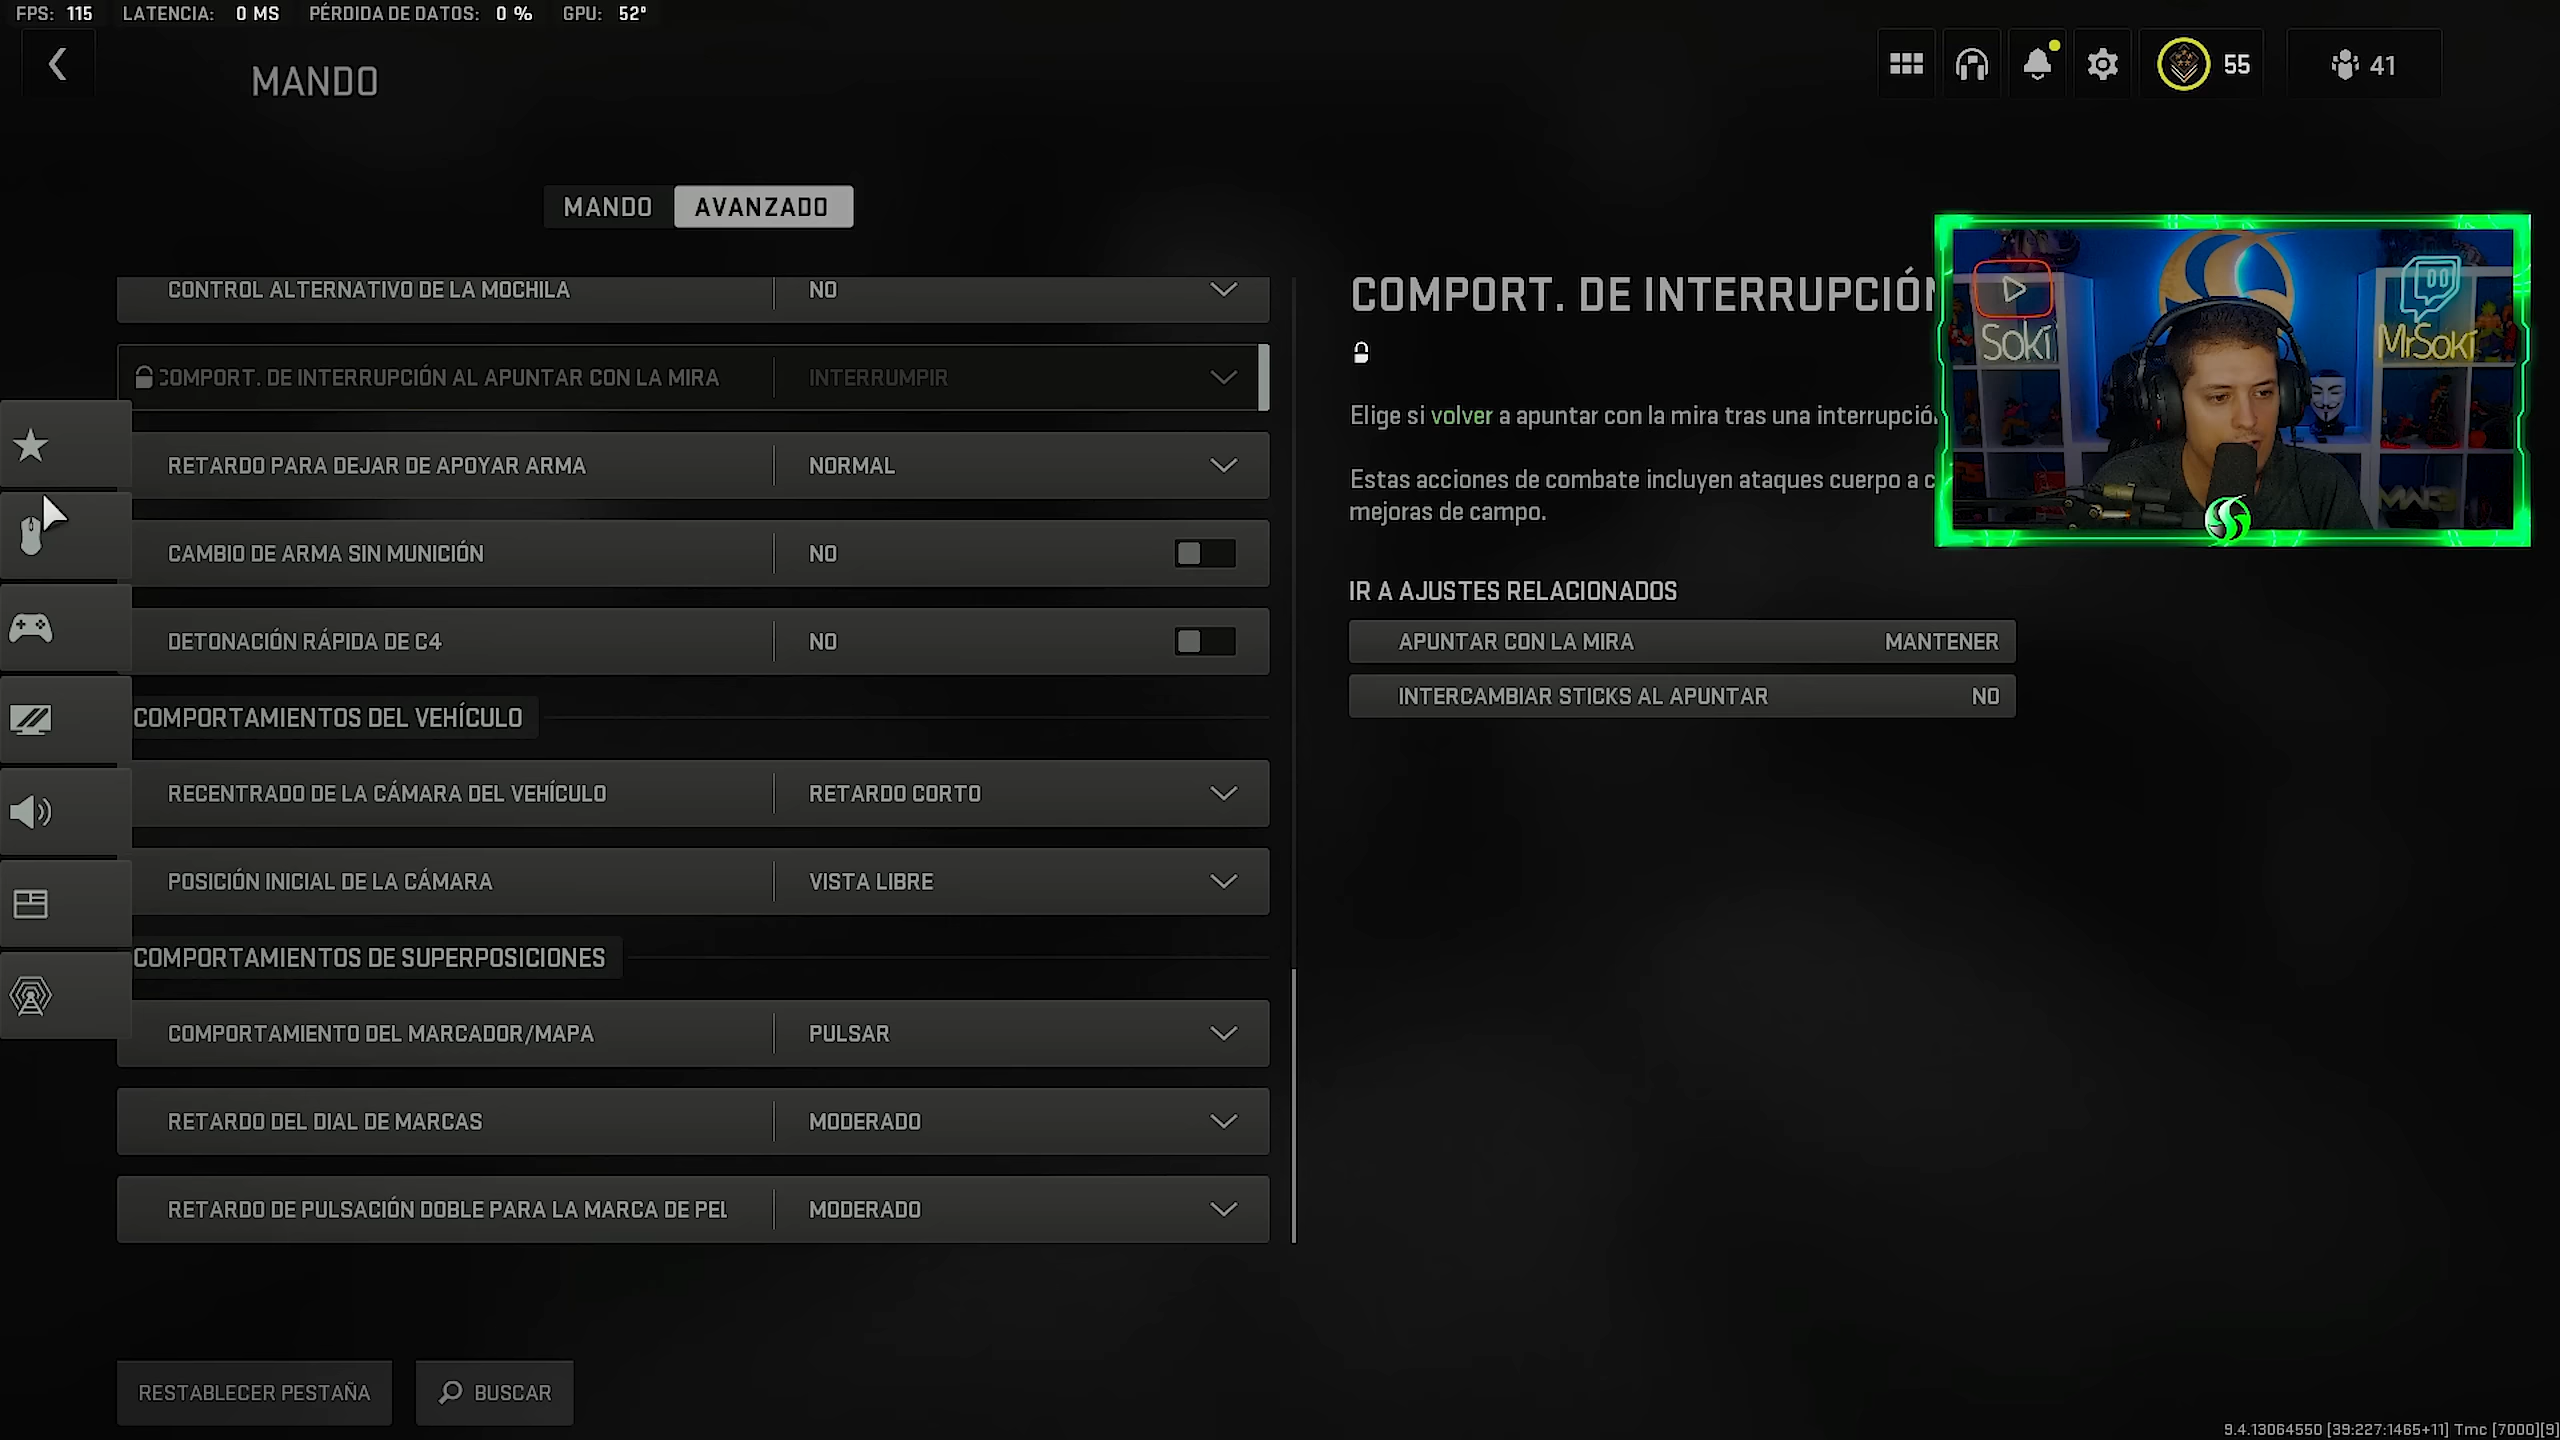 FPS: 115 LATENCIA: 0 MS PÉRDIDA DE DATOS: 0 % GPU: 52°
MANDO
55
41
MANDO AVANZADO
CONTROL ALTERNATIVO DE LA MOCHILA NO
COMPORT. DE INTERRUPCIÓN AL APUNTAR CON LA MIRA INTERRUMPIR
RETARDO PARA DEJAR DE APOYAR ARMA NORMAL
CAMBIO DE ARMA SIN MUNICIÓN NO
DETONACIÓN RÁPIDA DE C4 NO
COMPORTAMIENTOS DEL VEHÍCULO
RECENTRADO DE LA CÁMARA DEL VEHÍCULO RETARDO CORTO
POSICIÓN INICIAL DE LA CÁMARA VISTA LIBRE
COMPORTAMIENTOS DE SUPERPOSICIONES
COMPORTAMIENTO DEL MARCADOR/MAPA PULSAR
RETARDO DEL DIAL DE MARCAS MODERADO
RETARDO DE PULSACIÓN DOBLE PARA LA MARCA DE PEL MODERADO
RESTABLECER PESTAÑA BUSCAR
COMPORT. DE INTERRUPCIÓN
Elige si volver a apuntar con la mira tras una interrupción
Estas acciones de combate incluyen ataques cuerpo a c
mejoras de campo.
IR A AJUSTES RELACIONADOS
APUNTAR CON LA MIRA MANTENER
INTERCAMBIAR STICKS AL APUNTAR NO
Soki
MrSoki
9.4.13064550 [39:227:1465+11] Tmc [7000][9]